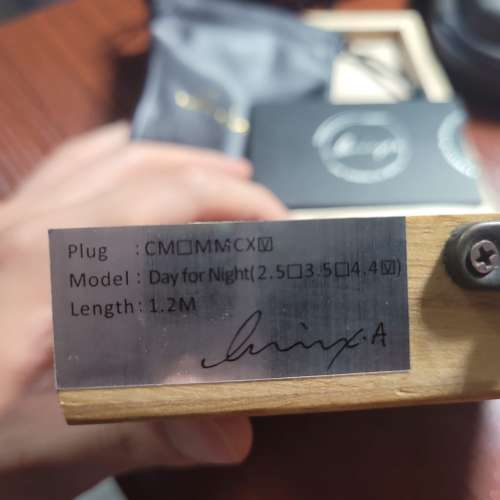 Plug : CM☐MMCX☑
Model : Day for Night(2.5☐3.5☐4.4☑)
Length: 1.2M